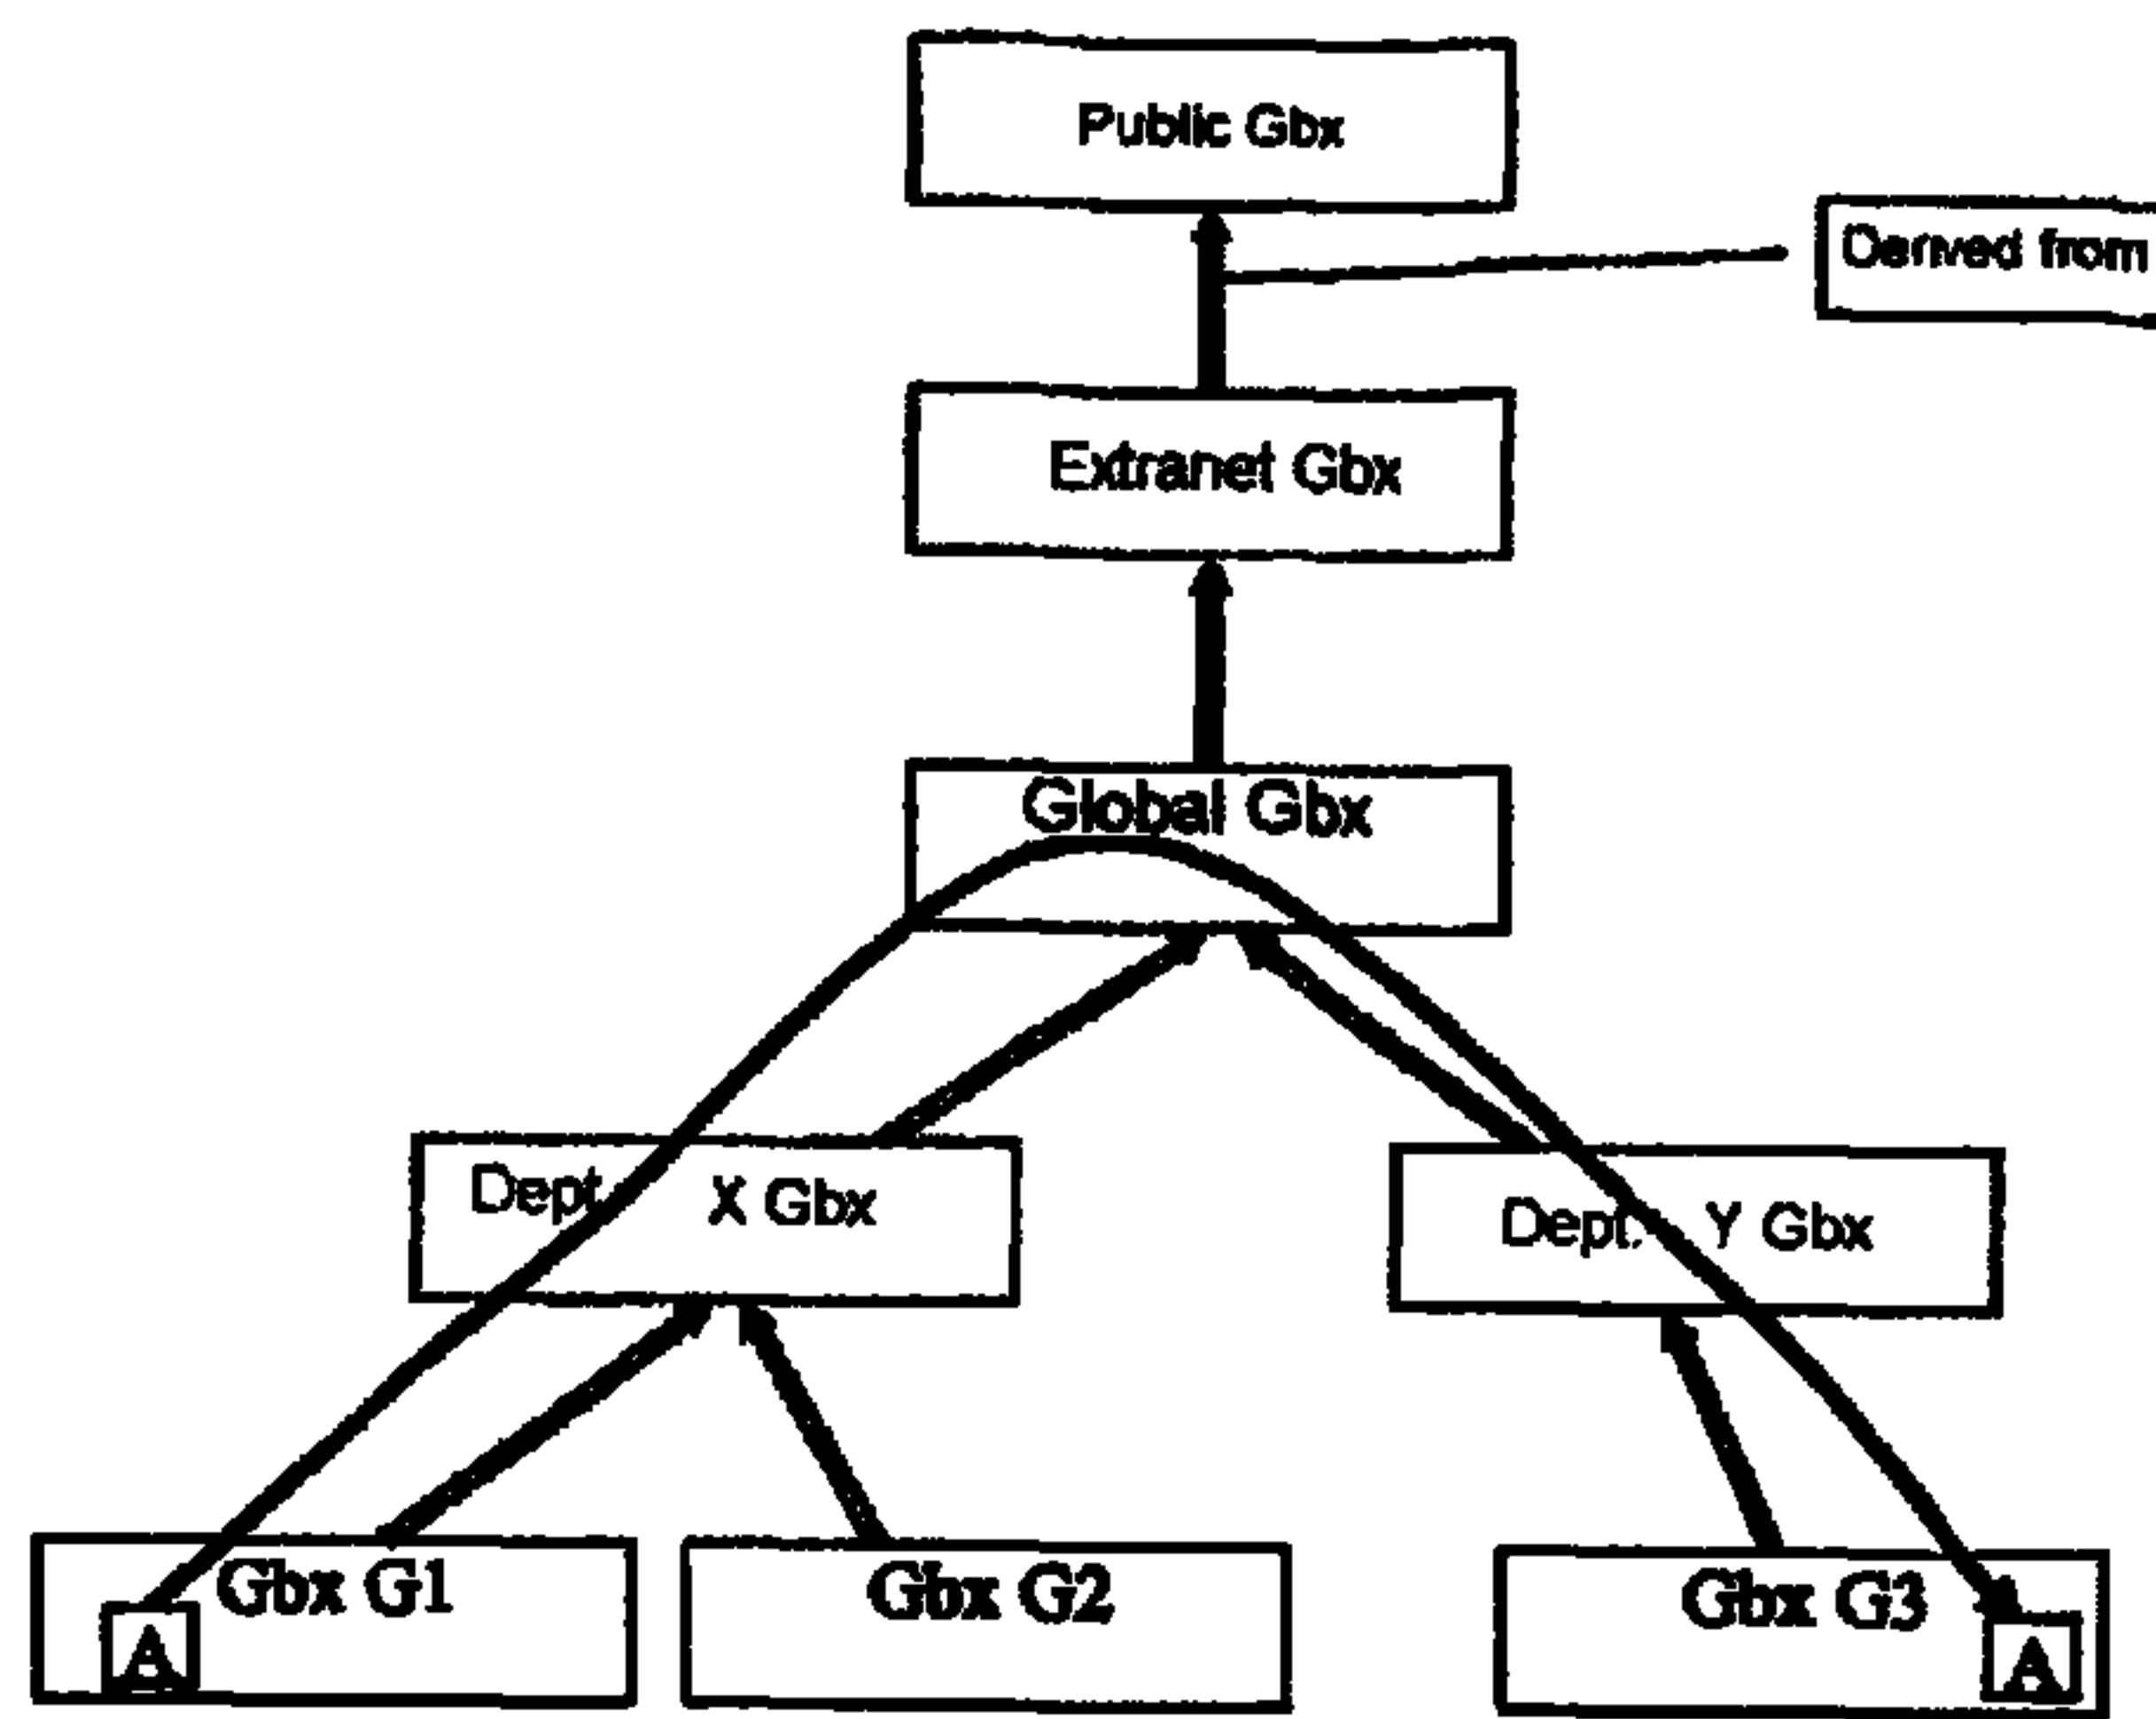 Public Gbx
Derived from
Extranet Gbx
Global Gbx
Dept. X Gbx
Dept. Y Gbx
Gbx G1
Gbx G2
Gbx G3
A
A